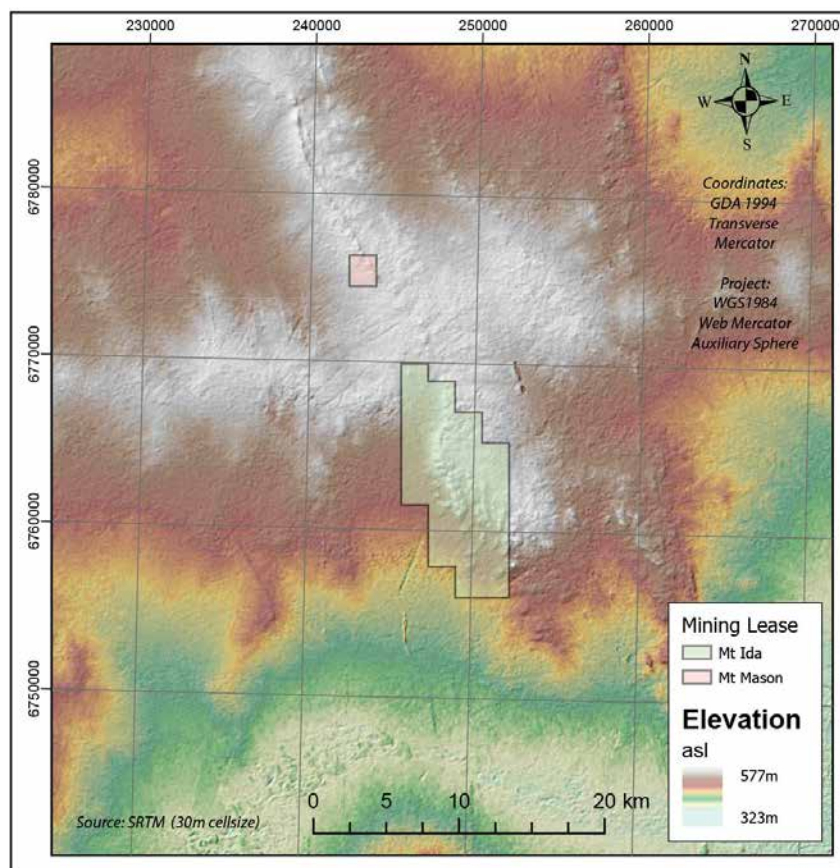 230000
240000
250000
260000
270000
N
W
E
S
6780000
6770000
6760000
6750000
Coordinates:
GDA 1994
Transverse
Mercator
Project:
WGS1984
Web Mercator
Auxiliary Sphere
Mining Lease
Mt Ida
Mt Mason
Elevation
asl
577m
323m
0
5
10
20 km
Source: SRTM (30m cellsize)